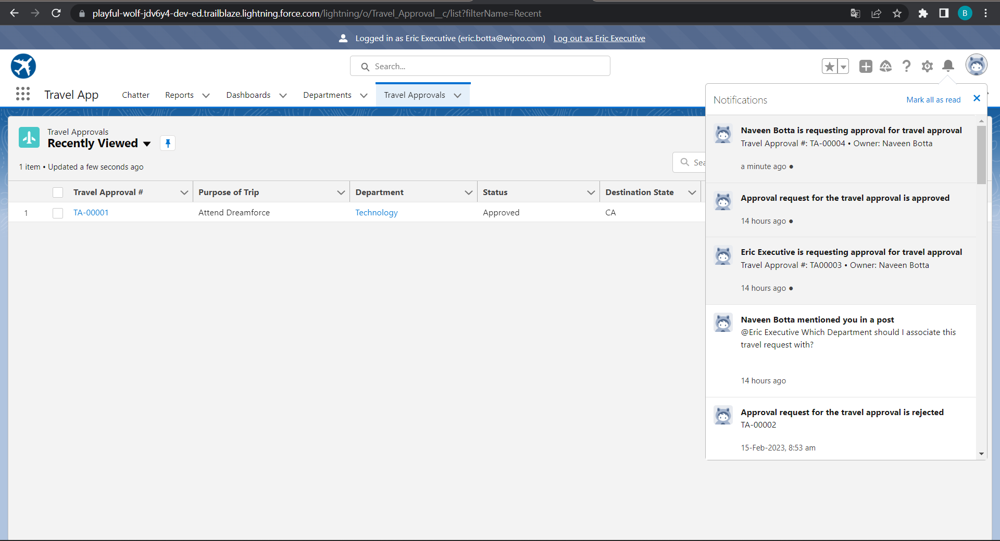 playful-wolf-jdv6y4-dev-ed.trailblaze.lightning.force.com/lightning/o/Travel_Approval__c/list?filterName=Recent
B
Logged in as Eric Executive (eric.botta@wipro.com) Log out as Eric Executive
Search...
Travel App Chatter Reports Dashboards Departments Travel Approvals
Travel Approvals
Recently Viewed
1 item • Updated a few seconds ago
Sea
Travel Approval # Purpose of Trip Department Status Destination State
1 TA-00001 Attend Dreamforce Technology Approved CA
Notifications Mark all as read
Naveen Botta is requesting approval for travel approval
Travel Approval #: TA-00004 • Owner: Naveen Botta
a minute ago
Approval request for the travel approval is approved
14 hours ago
Eric Executive is requesting approval for travel approval
Travel Approval #: TA00003 • Owner: Naveen Botta
14 hours ago
Naveen Botta mentioned you in a post
@Eric Executive Which Department should I associate this
travel request with?
14 hours ago
Approval request for the travel approval is rejected
TA-00002
15-Feb-2023, 8:53 am